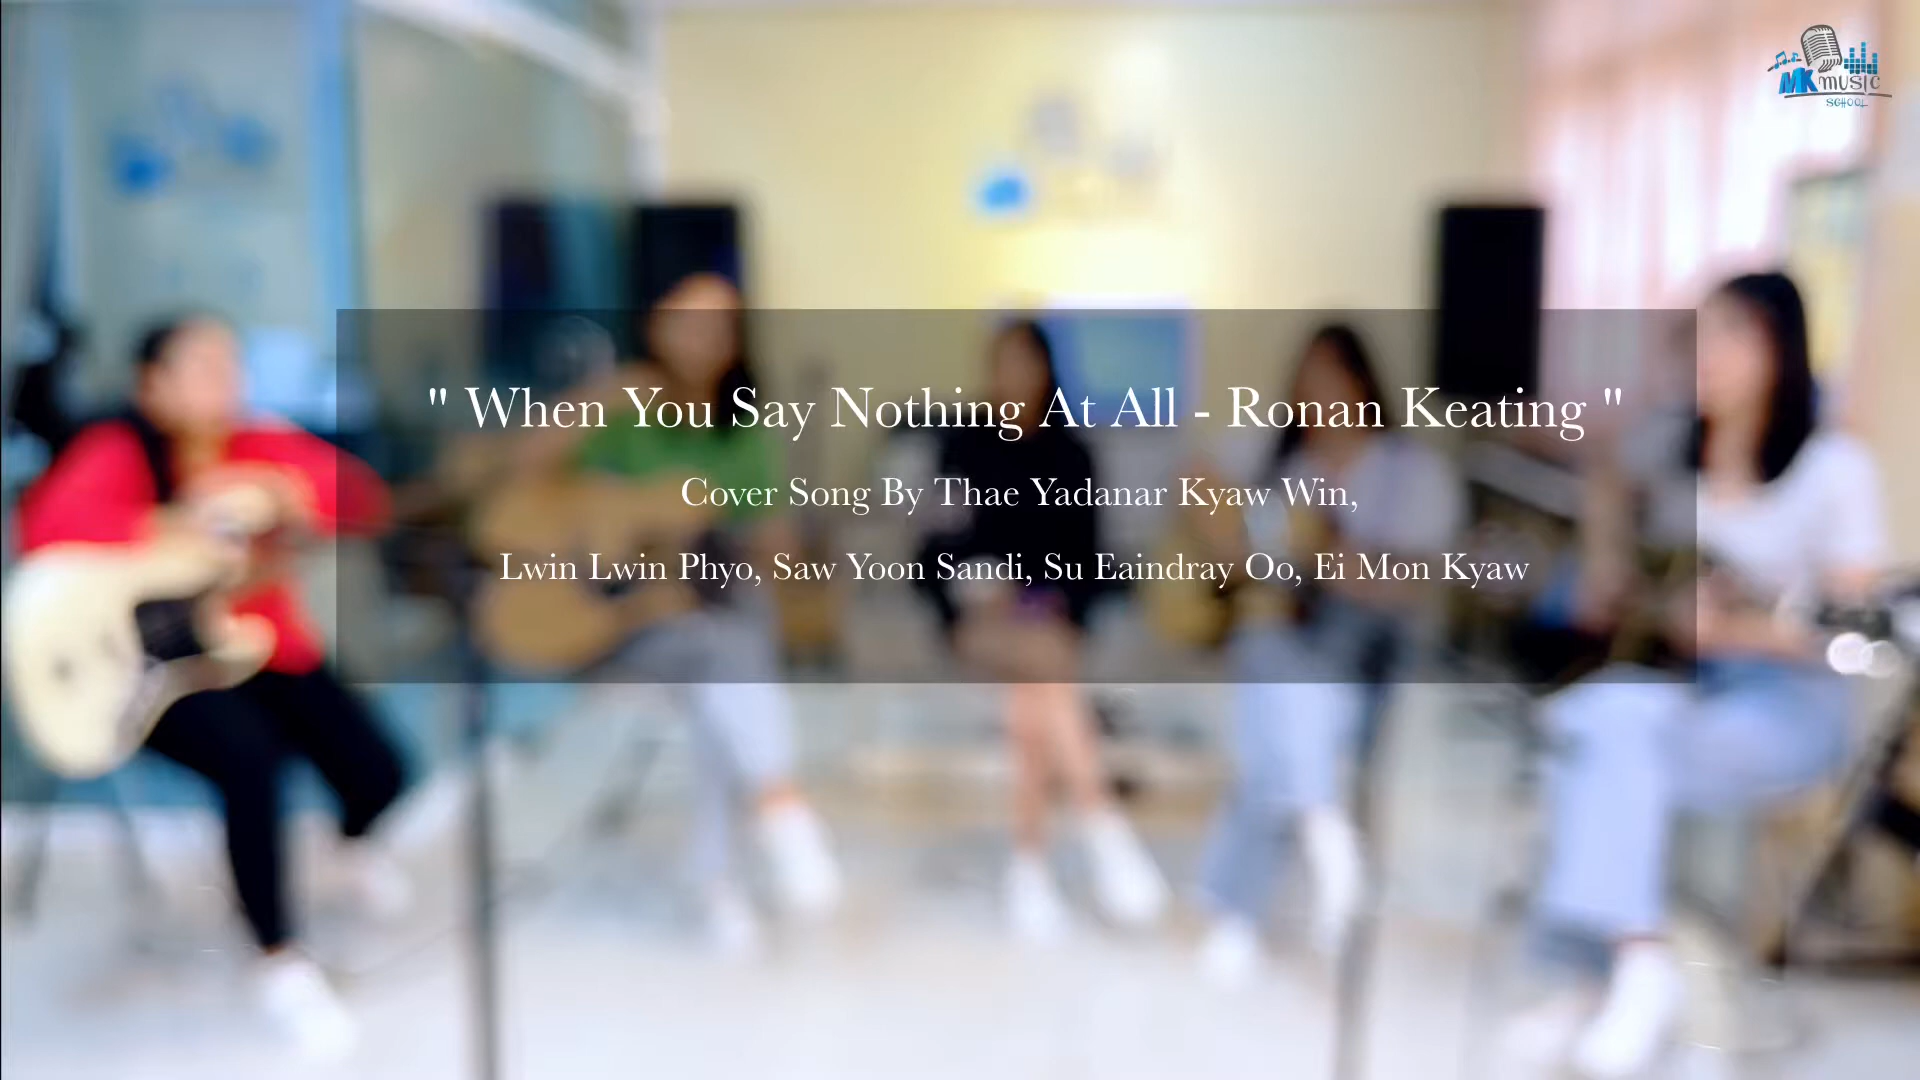 MK music
SCHOOL
" When You Say Nothing At All - Ronan Keating "
Cover Song By Thae Yadanar Kyaw Win,
Lwin Lwin Phyo, Saw Yoon Sandi, Su Eaindray Oo, Ei Mon Kyaw